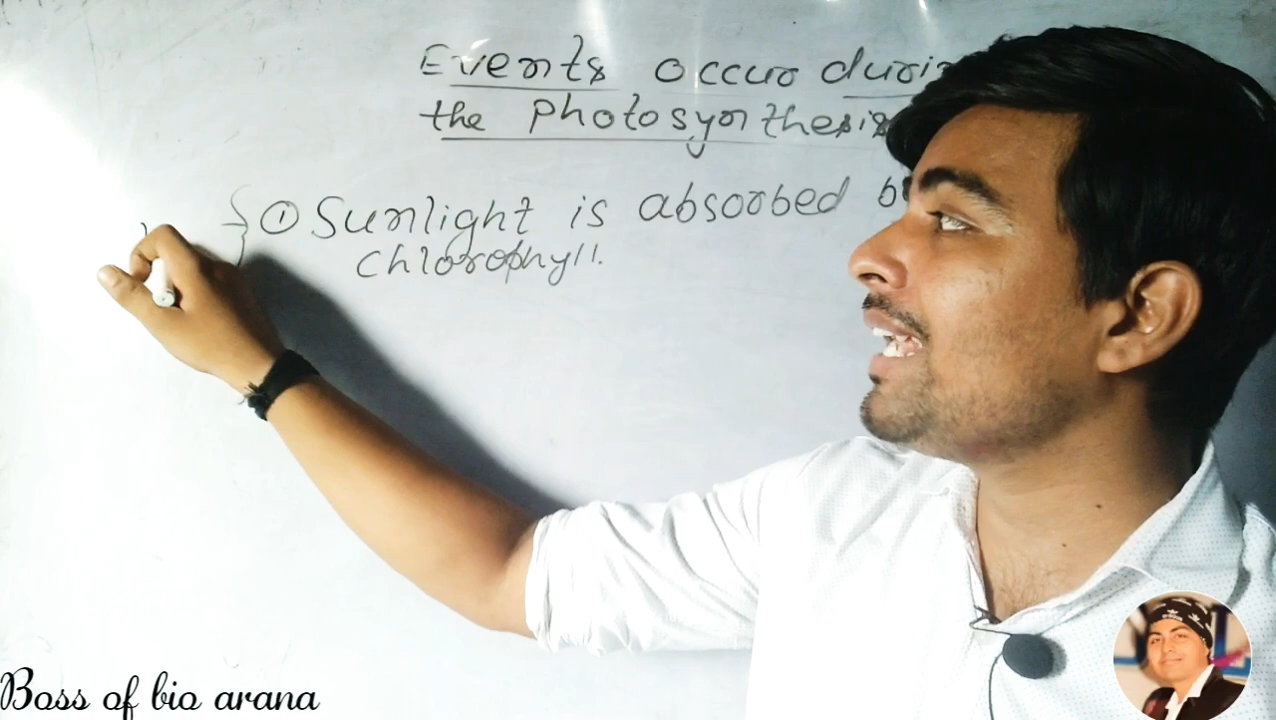 Events occur durin
the photosynthesis
① Sunlight is absorbed b
Chlorophyll.
Boss of bio arana